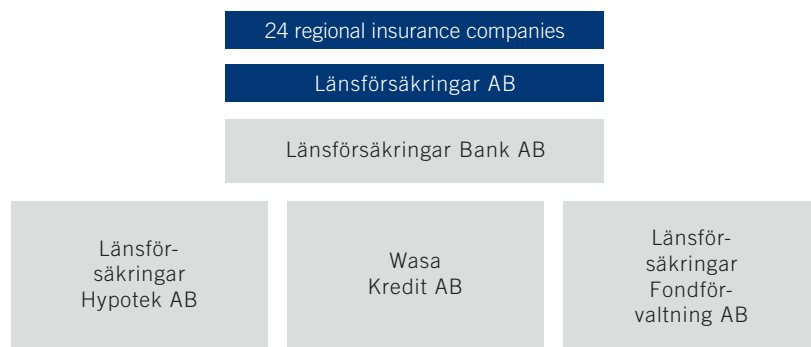 24 regional insurance companies
Länsförsäkringar AB
Länsförsäkringar Bank AB
Länsför-
säkringar
Hypotek AB
Wasa
Kredit AB
Länsför-
säkringar
Fondför-
valtning AB